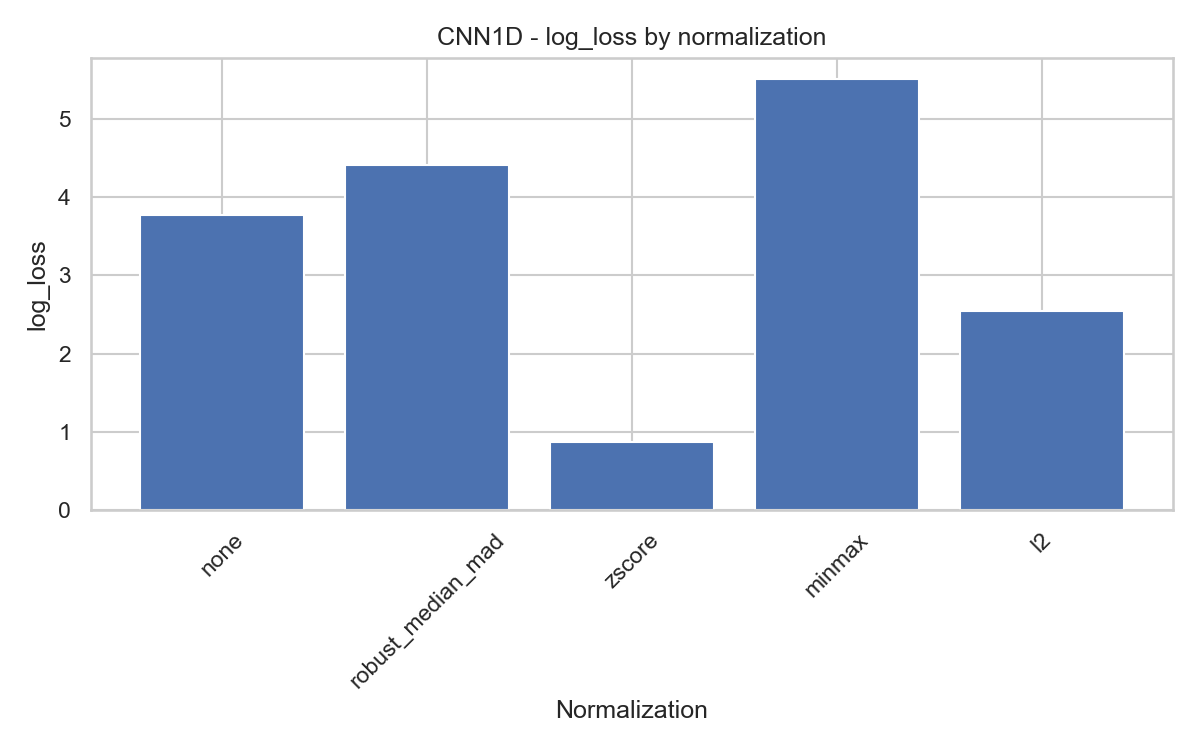 CNN1D - log_loss by normalization
log_loss
5
4
3
2
1
0
none
robust_median_mad
zscore
minmax
l2
Normalization